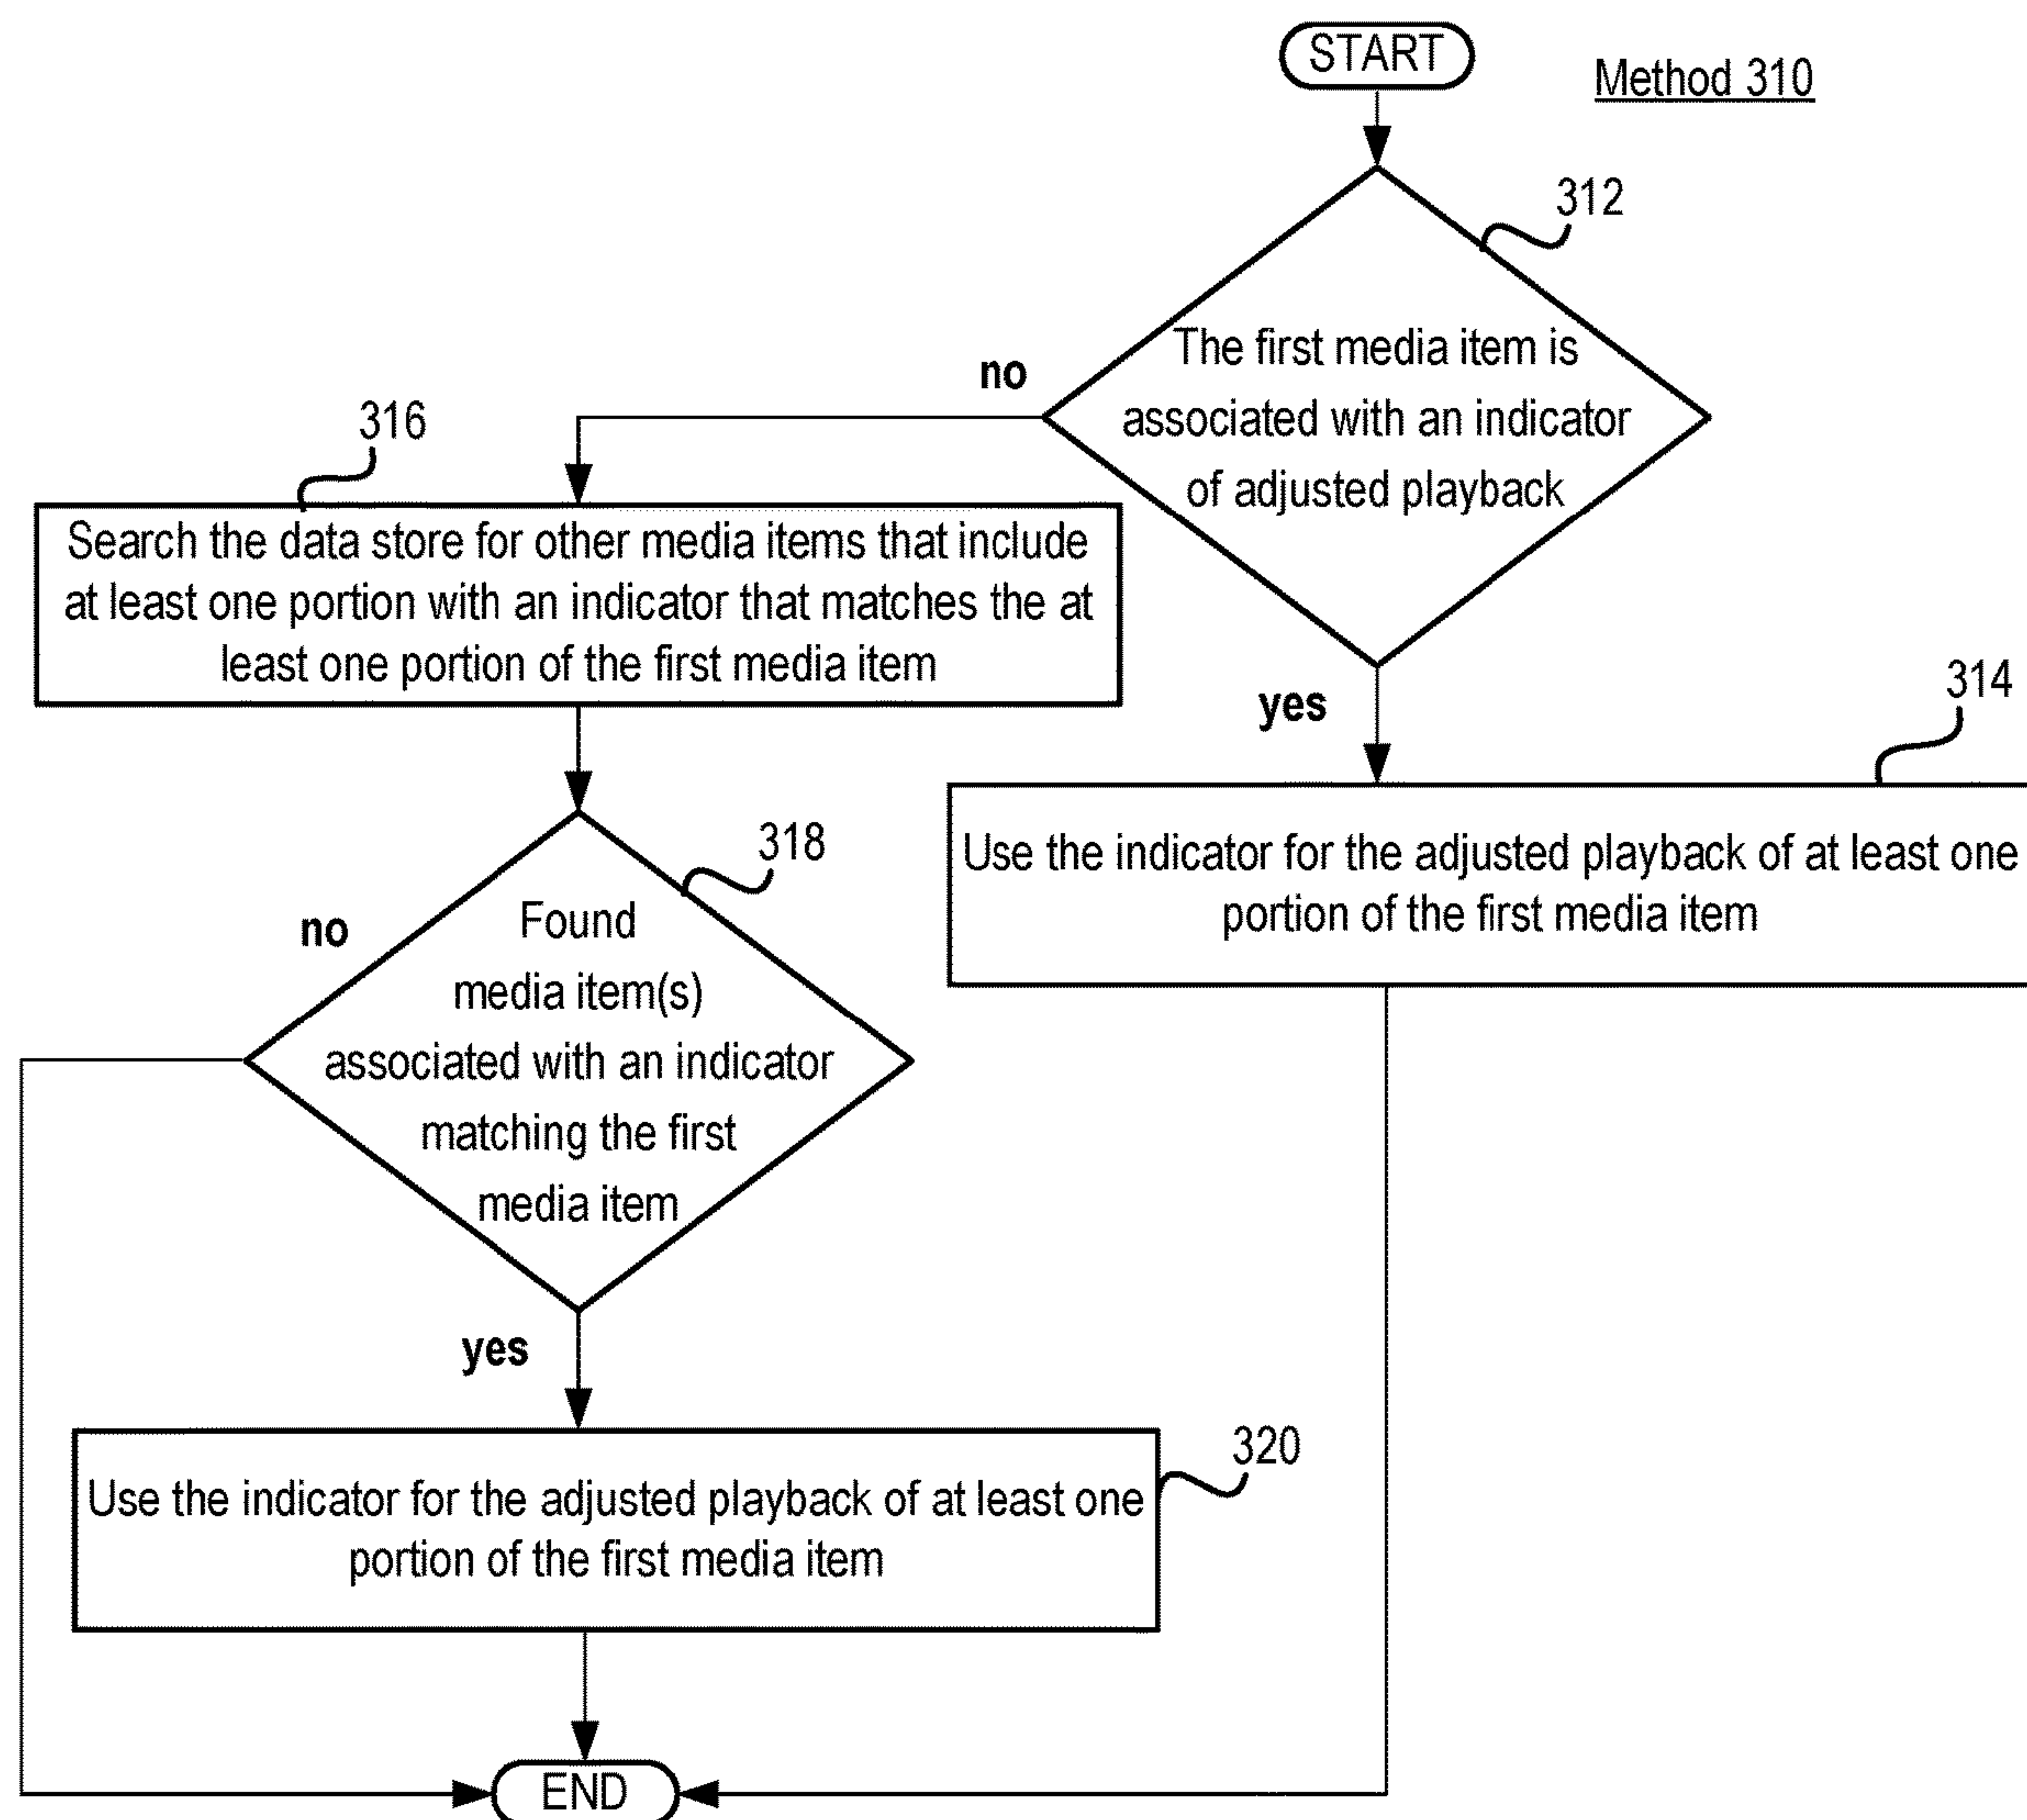 START
Method 310
312
The first media item is
associated with an indicator
of adjusted playback
no
yes
316
Search the data store for other media items that include
at least one portion with an indicator that matches the at
least one portion of the first media item
314
Use the indicator for the adjusted playback of at least one
portion of the first media item
318
Found
media item(s)
associated with an indicator
matching the first
media item
no
yes
320
Use the indicator for the adjusted playback of at least one
portion of the first media item
END